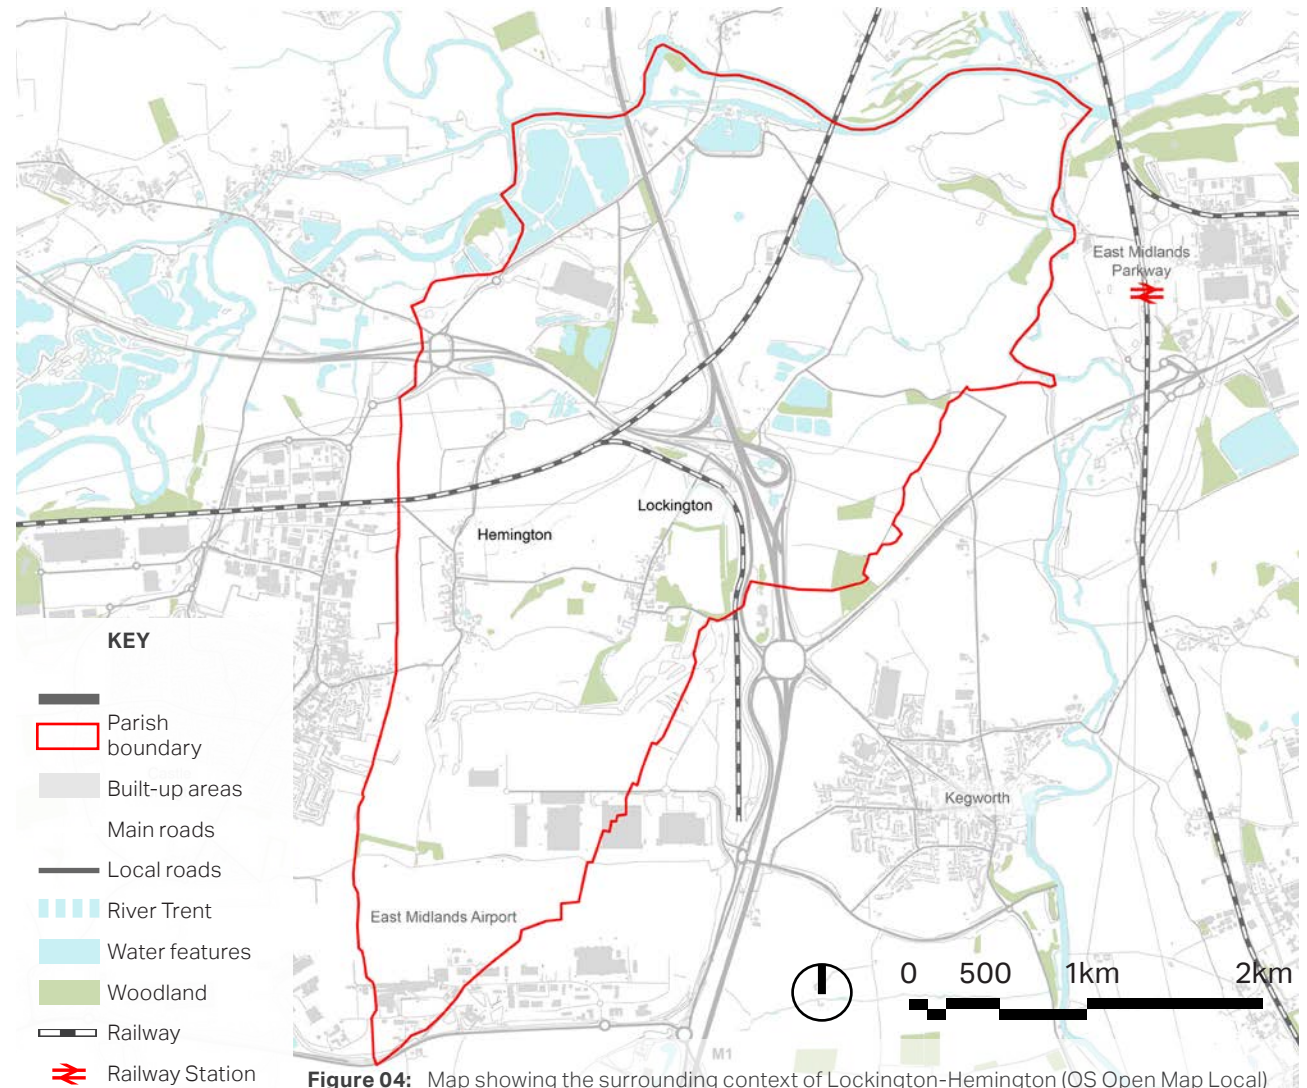 East Midlands
Parkway
Lockington
Hemington
KEY
Parish
boundary
Built-up areas
Main roads
Local roads
River Trent
Water features
Woodland
Railway
Railway Station
Kegworth
East Midlands Airport
M1
0 500 1km 2km
Figure 04: Map showing the surrounding context of Lockington-Hemington (OS Open Map Local)